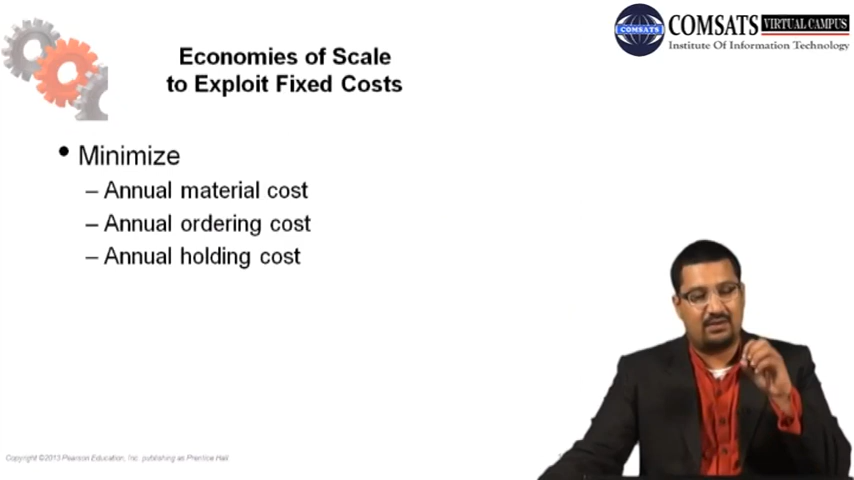 COMSATS VIRTUAL CAMPUS
COMSATS
Institute Of Information Technology
Economies of Scale
to Exploit Fixed Costs
• Minimize
– Annual material cost
– Annual ordering cost
– Annual holding cost
Copyright ©2013 Pearson Education, Inc. publishing as Prentice Hall